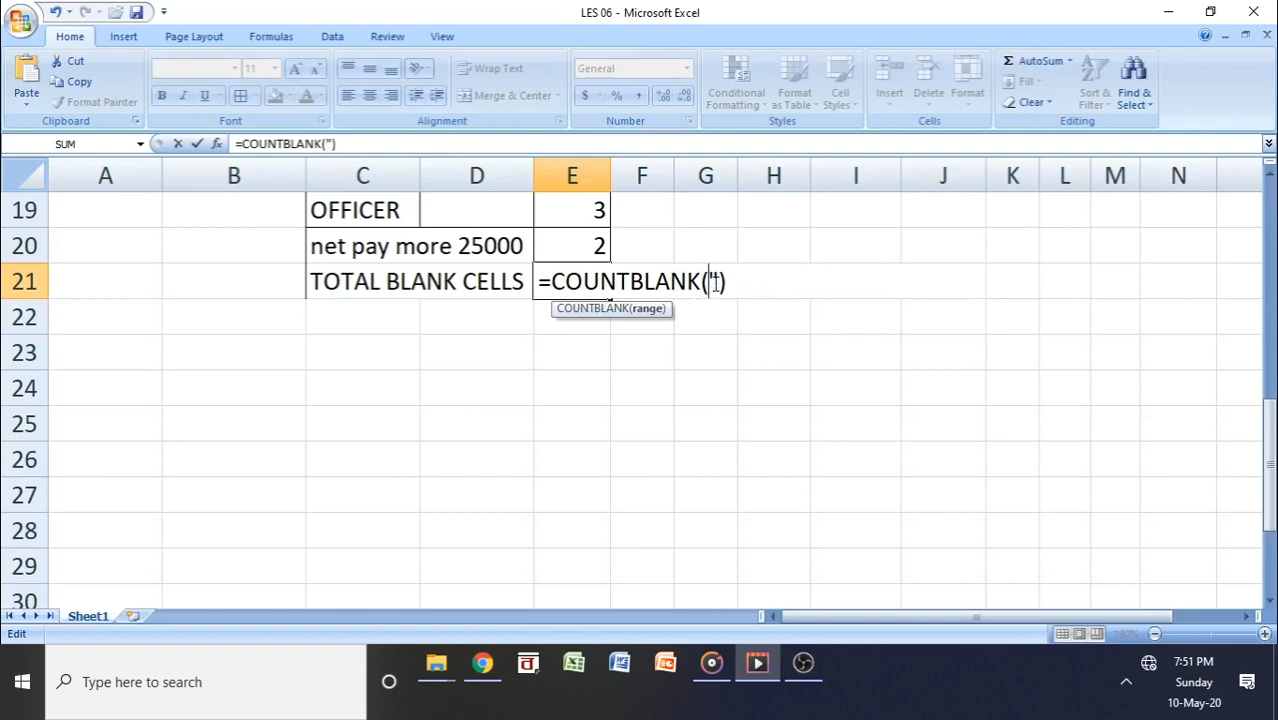 LES 06 - Microsoft Excel
Home Insert Page Layout Formulas Data Review View
Paste
Cut
Copy
Format Painter
Clipboard
11
Font
Wrap Text
Merge & Center
Alignment
General
Number
Conditional Formatting
Format as Table
Cell Styles
Styles
Insert
Delete
Format
Cells
AutoSum
Fill
Clear
Sort & Filter
Find & Select
Editing
SUM
=COUNTBLANK(")
A B C D E F G H I J K L M N
19 OFFICER 3
20 net pay more 25000 2
21 TOTAL BLANK CELLS =COUNTBLANK(")
COUNTBLANK(range)
22
23
24
25
26
27
28
29
30
Sheet1
Edit
Type here to search
7:51 PM
Sunday
10-May-20